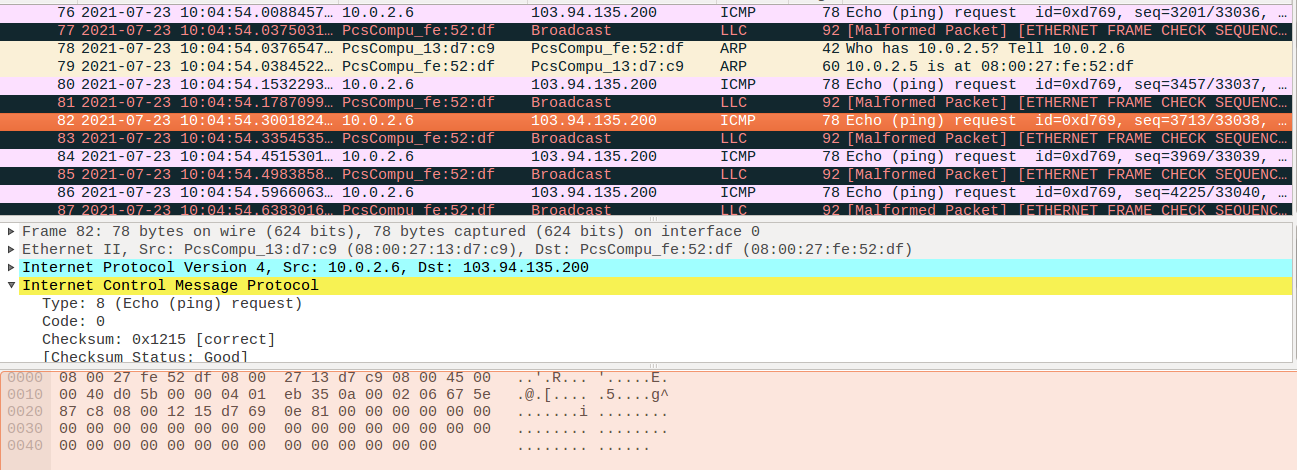 76 2021-07-23 10:04:54.0088457… 10.0.2.6 103.94.135.200 ICMP 78 Echo (ping) request id=0xd769, seq=3201/33036, …
77 2021-07-23 10:04:54.0375031… PcsCompu_fe:52:df Broadcast LLC 92 [Malformed Packet] [ETHERNET FRAME CHECK SEQUENC…
78 2021-07-23 10:04:54.0376547… PcsCompu_13:d7:c9 PcsCompu_fe:52:df ARP 42 Who has 10.0.2.5? Tell 10.0.2.6
79 2021-07-23 10:04:54.0384522… PcsCompu_fe:52:df PcsCompu_13:d7:c9 ARP 60 10.0.2.5 is at 08:00:27:fe:52:df
80 2021-07-23 10:04:54.1532293… 10.0.2.6 103.94.135.200 ICMP 78 Echo (ping) request id=0xd769, seq=3457/33037, …
81 2021-07-23 10:04:54.1787099… PcsCompu_fe:52:df Broadcast LLC 92 [Malformed Packet] [ETHERNET FRAME CHECK SEQUENC…
82 2021-07-23 10:04:54.3001824… 10.0.2.6 103.94.135.200 ICMP 78 Echo (ping) request id=0xd769, seq=3713/33038, …
83 2021-07-23 10:04:54.3354535… PcsCompu_fe:52:df Broadcast LLC 92 [Malformed Packet] [ETHERNET FRAME CHECK SEQUENC…
84 2021-07-23 10:04:54.4515301… 10.0.2.6 103.94.135.200 ICMP 78 Echo (ping) request id=0xd769, seq=3969/33039, …
85 2021-07-23 10:04:54.4983858… PcsCompu_fe:52:df Broadcast LLC 92 [Malformed Packet] [ETHERNET FRAME CHECK SEQUENC…
86 2021-07-23 10:04:54.5966063… 10.0.2.6 103.94.135.200 ICMP 78 Echo (ping) request id=0xd769, seq=4225/33040, …
87 2021-07-23 10:04:54.6383016… PcsCompu_fe:52:df Broadcast LLC 92 [Malformed Packet] [ETHERNET FRAME CHECK SEQUENC…
Frame 82: 78 bytes on wire (624 bits), 78 bytes captured (624 bits) on interface 0
Ethernet II, Src: PcsCompu_13:d7:c9 (08:00:27:13:d7:c9), Dst: PcsCompu_fe:52:df (08:00:27:fe:52:df)
Internet Protocol Version 4, Src: 10.0.2.6, Dst: 103.94.135.200
Internet Control Message Protocol
Type: 8 (Echo (ping) request)
Code: 0
Checksum: 0x1215 [correct]
[Checksum Status: Good]
0000 08 00 27 fe 52 df 08 00 27 13 d7 c9 08 00 45 00 ..'.R... '.....E.
0010 00 40 d0 5b 00 00 04 01 eb 35 0a 00 02 06 67 5e .@.[.... .5....g^
0020 87 c8 08 00 12 15 d7 69 0e 81 00 00 00 00 00 00 .......i ........
0030 00 00 00 00 00 00 00 00 00 00 00 00 00 00 00 00 ........ ........
0040 00 00 00 00 00 00 00 00 00 00 00 00 00 00 ........ ......